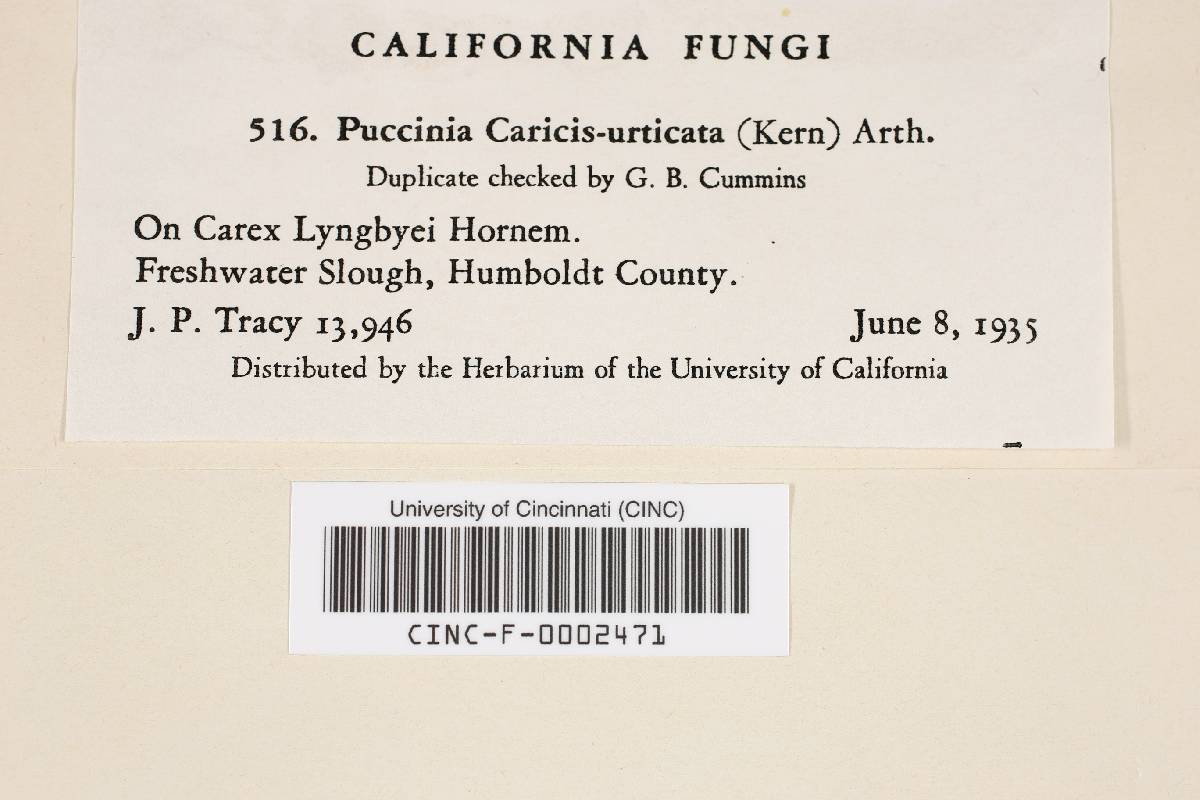 CALIFORNIA FUNGI
516. Puccinia Caricis-urticata (Kern) Arth.
Duplicate checked by G. B. Cummins
On Carex Lyngbyei Hornem.
Freshwater Slough, Humboldt County.
J. P. Tracy 13,946 June 8, 1935
Distributed by the Herbarium of the University of California
University of Cincinnati (CINC)
CINC-F-0002471